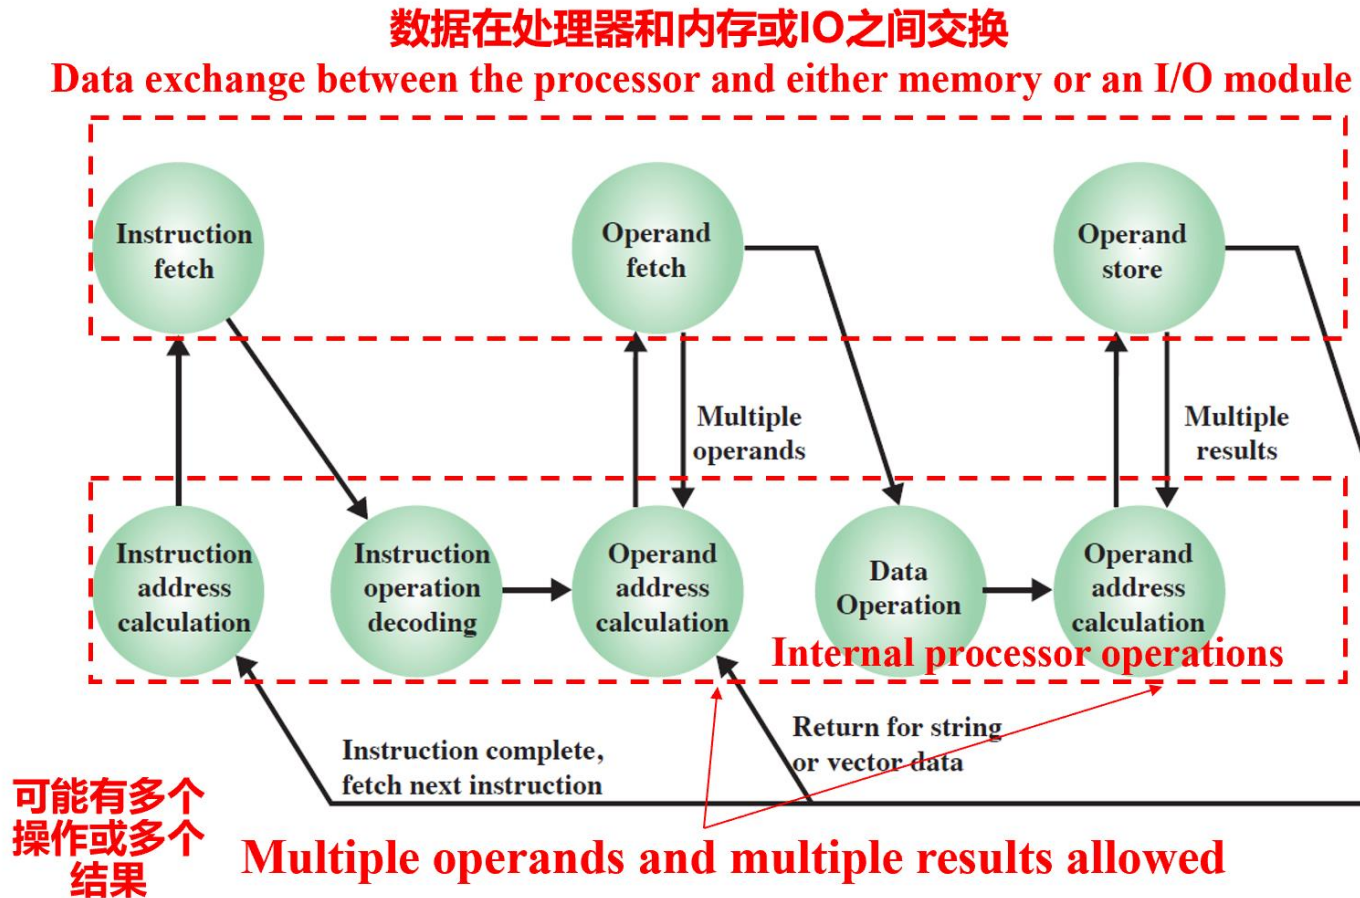 数据在处理器和内存或IO之间交换
Data exchange between the processor and either memory or an I/O module
Instruction
fetch
Operand
fetch
Operand
store
Multiple
operands
Multiple
results
Instruction
address
calculation
Instruction
operation
decoding
Operand
address
calculation
Data
Operation
Operand
address
calculation
Internal processor operations
Instruction complete,
fetch next instruction
Return for string
or vector data
可能有多个
操作或多个
结果
Multiple operands and multiple results allowed